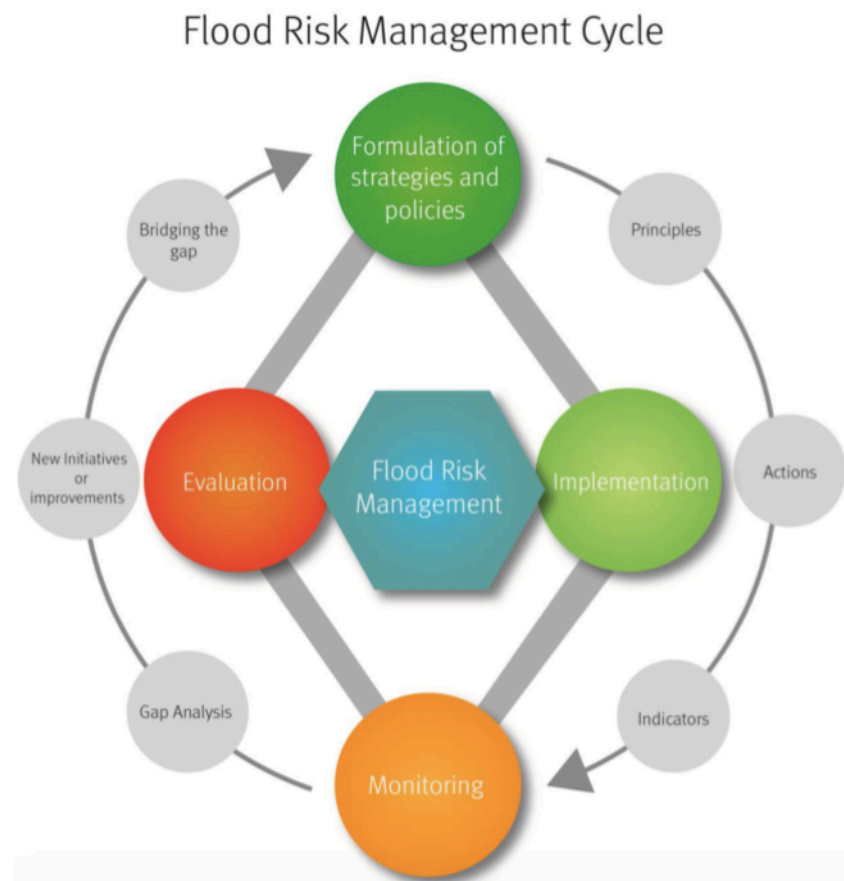 Flood Risk Management Cycle
Formulation of
strategies and
policies
Principles
Actions
Indicators
Implementation
Flood Risk
Management
Monitoring
Evaluation
Gap Analysis
New Initiatives
or
improvements
Bridging the
gap